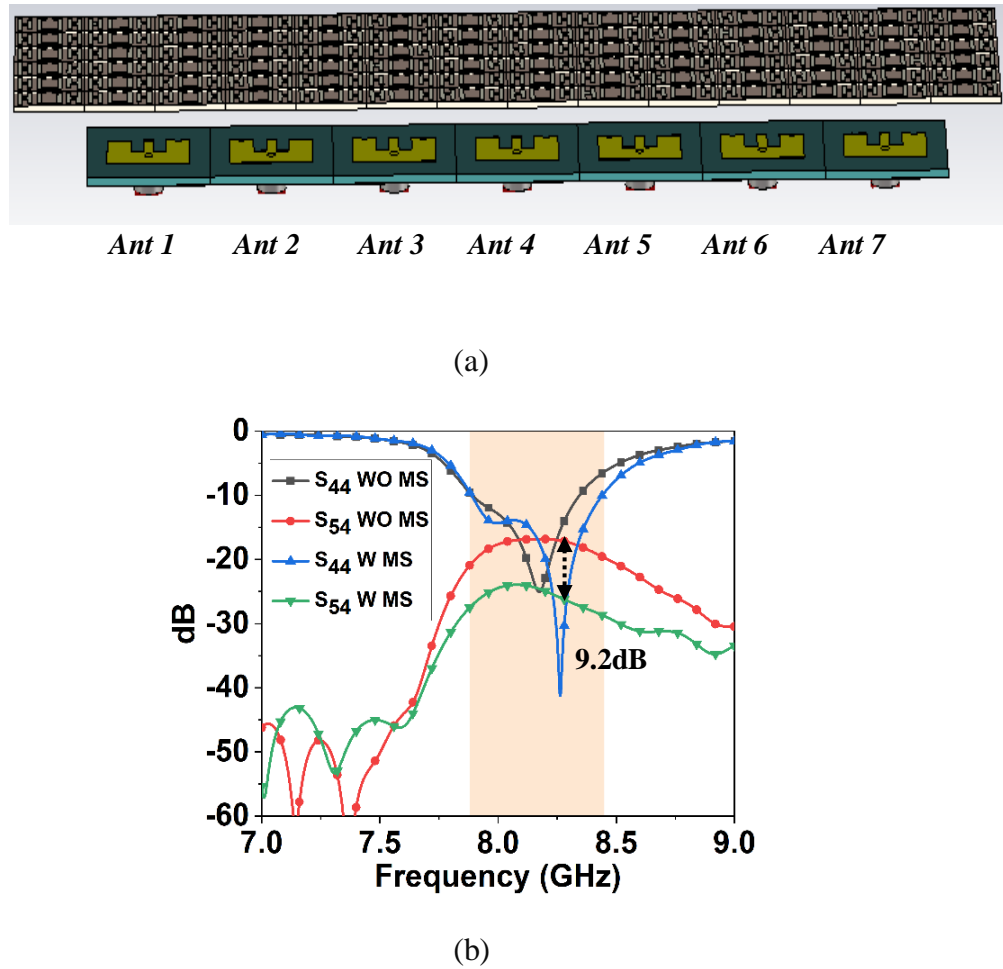 Ant 1 Ant 2 Ant 3 Ant 4 Ant 5 Ant 6 Ant 7
(a)
0
-10
-20
-30
-40
-50
-60
dB
S44 WO MS
S54 WO MS
S44 W MS
S54 W MS
9.2dB
7.0 7.5 8.0 8.5 9.0
Frequency (GHz)
(b)